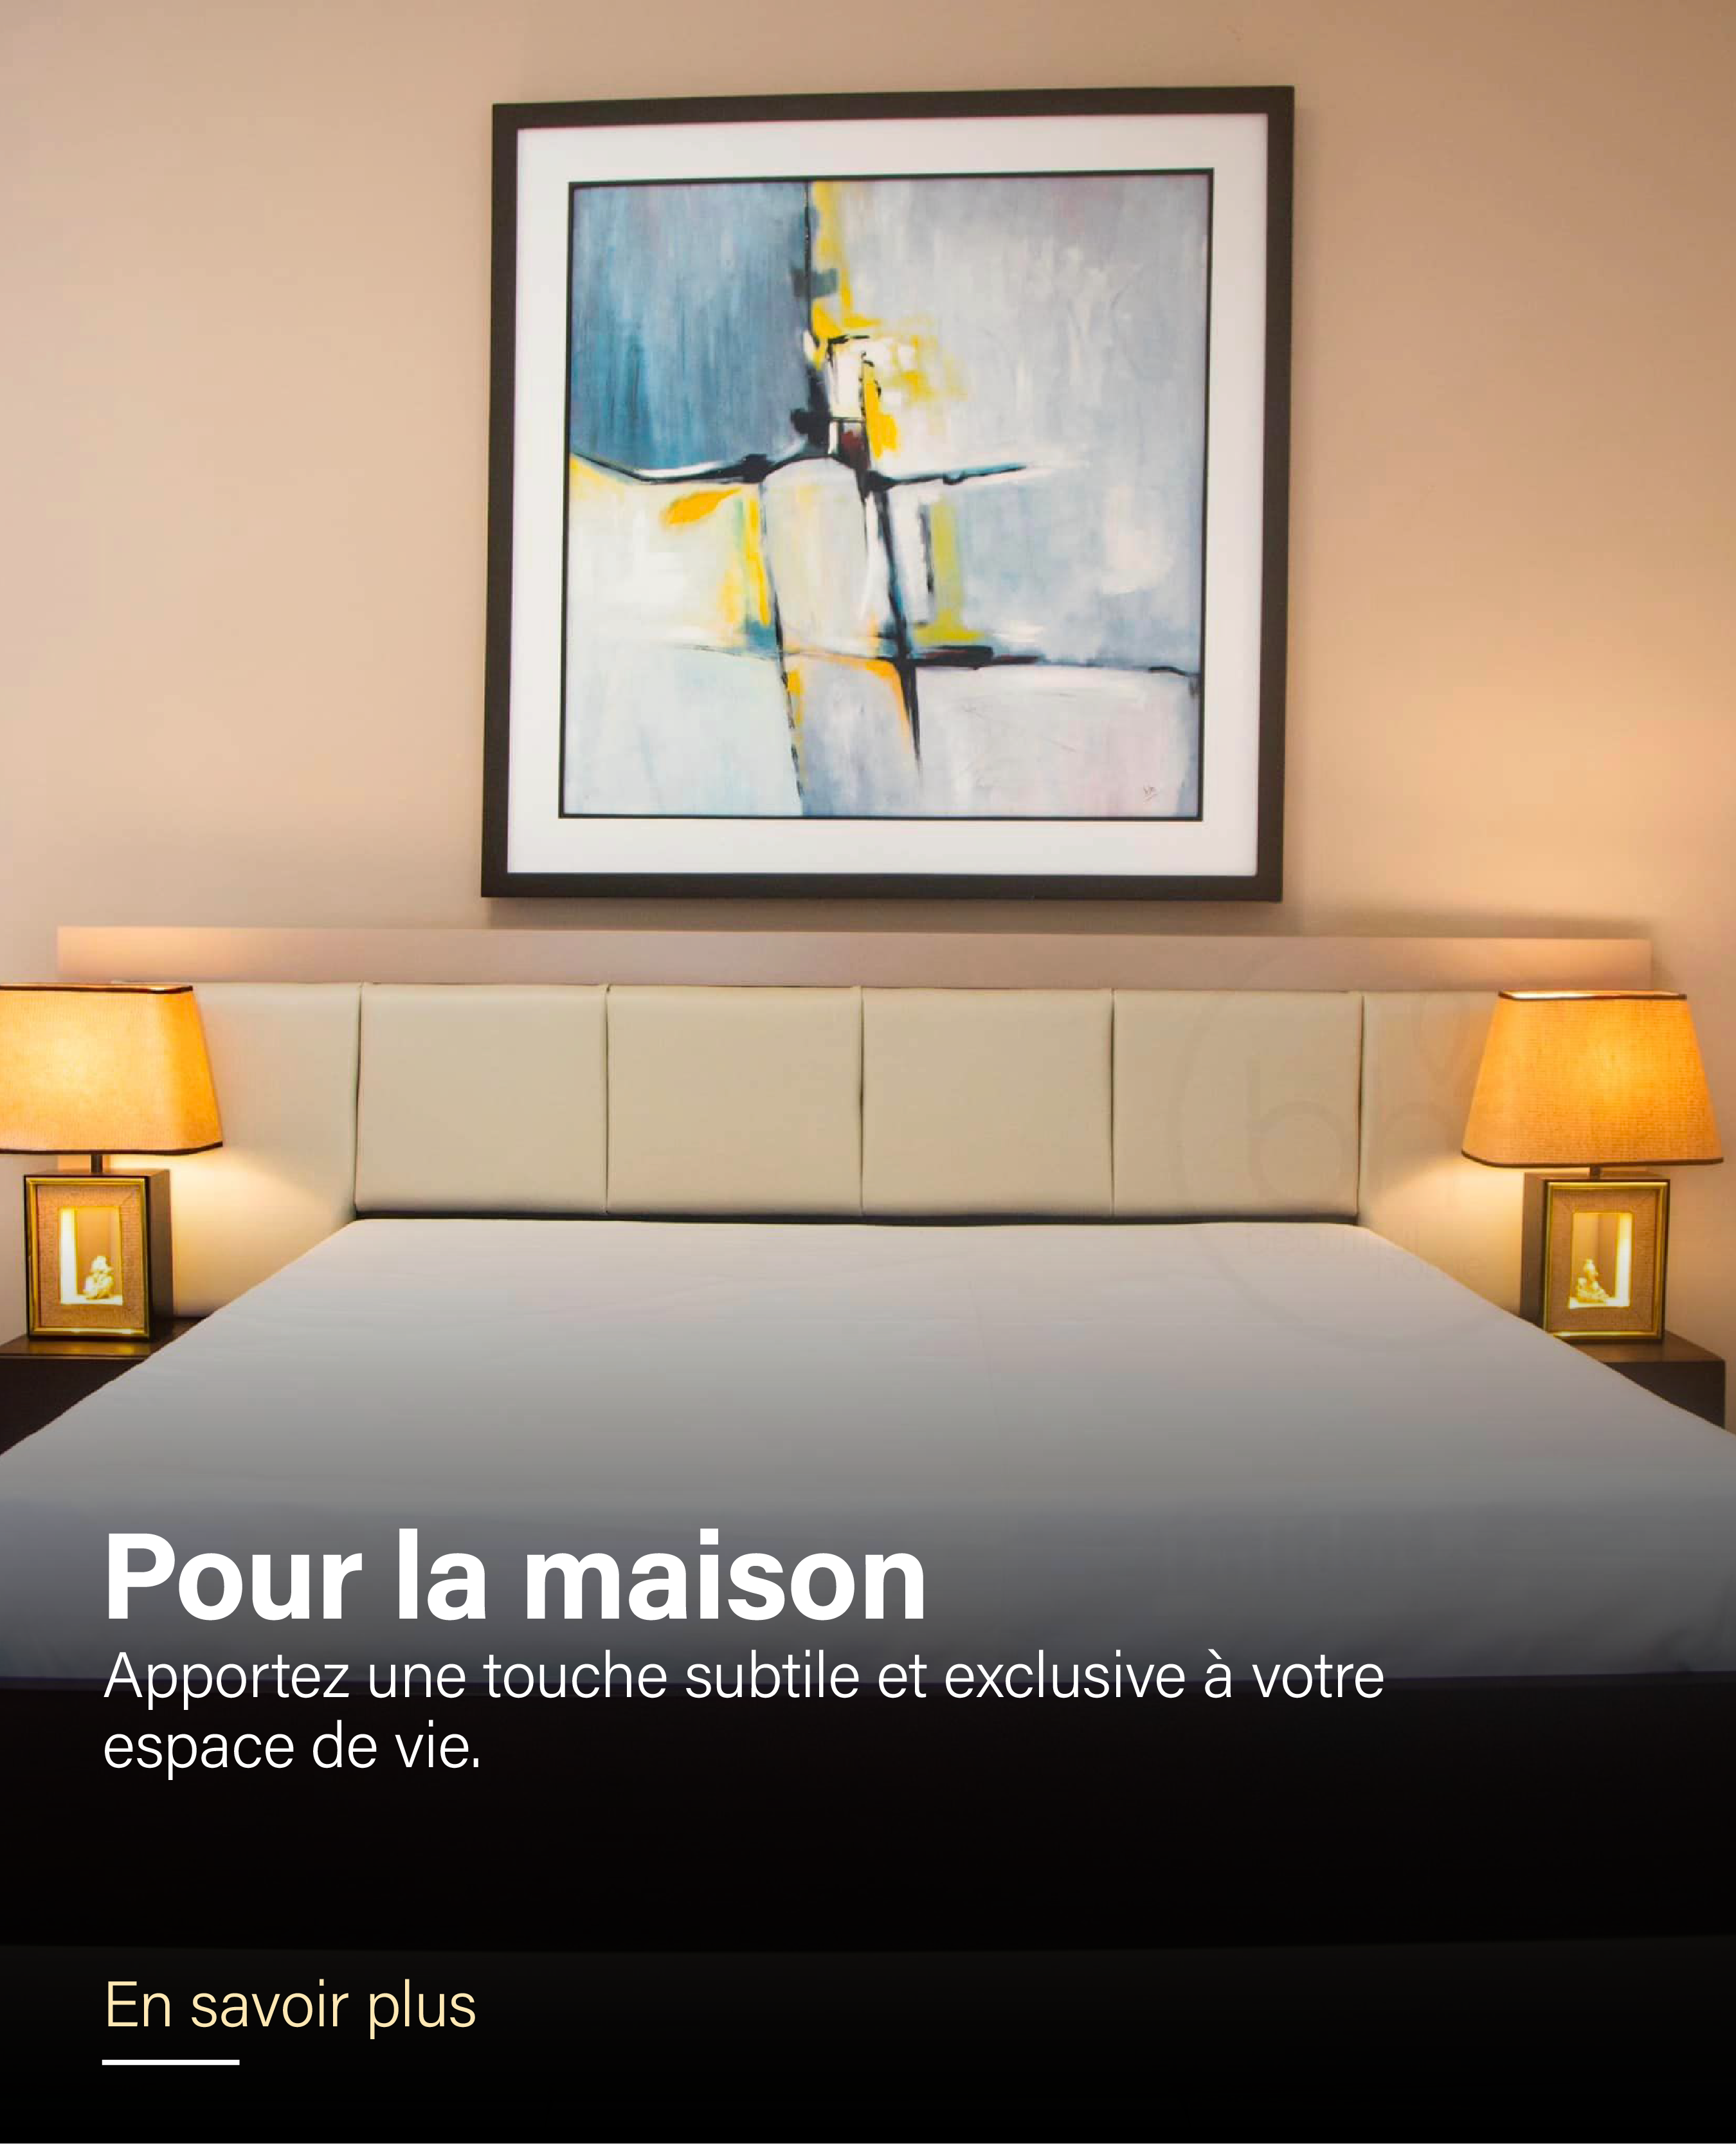 Pour la maison
Apportez une touche subtile et exclusive à votre
espace de vie.
En savoir plus